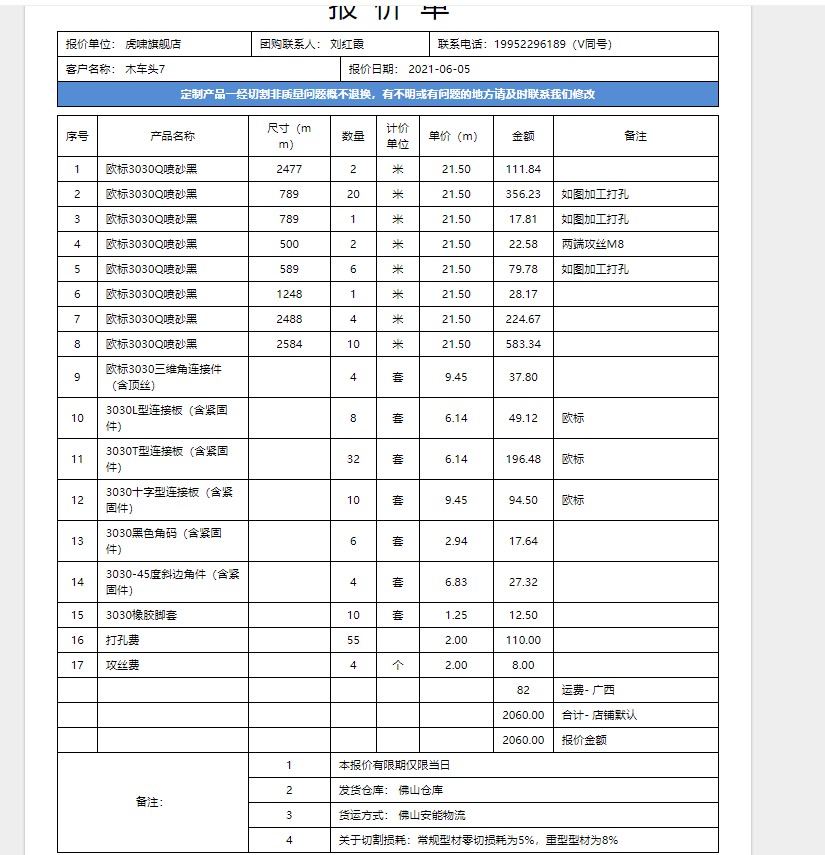 报 价 单
报价单位： 虎啸旗舰店 团购联系人： 刘红霞 联系电话：19952296189（V同号）
客户名称： 木车头7 报价日期： 2021-06-05
定制产品一经切割非质量问题概不退换，有不明或有问题的地方请及时联系我们修改
序号 产品名称 尺寸（mm） 数量 计价单位 单价（m） 金额 备注
1 欧标3030Q喷砂黑 2477 2 米 21.50 111.84
2 欧标3030Q喷砂黑 789 20 米 21.50 356.23 如图加工打孔
3 欧标3030Q喷砂黑 789 1 米 21.50 17.81 如图加工打孔
4 欧标3030Q喷砂黑 500 2 米 21.50 22.58 两端攻丝M8
5 欧标3030Q喷砂黑 589 6 米 21.50 79.78 如图加工打孔
6 欧标3030Q喷砂黑 1248 1 米 21.50 28.17
7 欧标3030Q喷砂黑 2488 4 米 21.50 224.67
8 欧标3030Q喷砂黑 2584 10 米 21.50 583.34
9 欧标3030三维角连接件（含顶丝） 4 套 9.45 37.80
10 3030L型连接板（含紧固件） 8 套 6.14 49.12 欧标
11 3030T型连接板（含紧固件） 32 套 6.14 196.48 欧标
12 3030十字型连接板（含紧固件） 10 套 9.45 94.50 欧标
13 3030黑色角码（含紧固件） 6 套 2.94 17.64
14 3030-45度斜边角件（含紧固件） 4 套 6.83 27.32
15 3030橡胶脚套 10 套 1.25 12.50
16 打孔费 55 2.00 110.00
17 攻丝费 4 个 2.00 8.00
82 运费- 广西
2060.00 合计- 店铺默认
2060.00 报价金额
备注：
1 本报价有限期仅限当日
2 发货仓库： 佛山仓库
3 货运方式： 佛山安能物流
4 关于切割损耗：常规型材零切损耗为5%，重型型材为8%